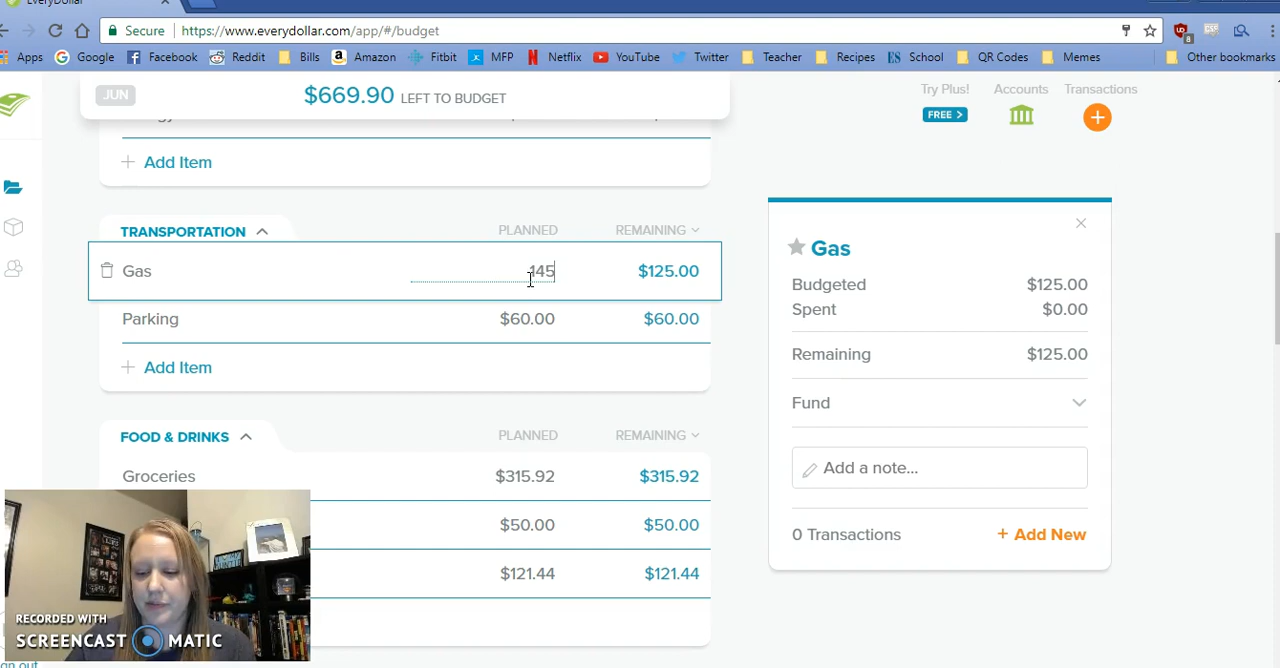 EveryDollar
Secure https://www.everydollar.com/app/#/budget
Apps Google Facebook Reddit Bills Amazon Fitbit MFP Netflix YouTube Twitter Teacher Recipes ES School QR Codes Memes Other bookmarks
JUN $669.90 LEFT TO BUDGET
Try Plus! Accounts Transactions
FREE >
+ Add Item
TRANSPORTATION PLANNED REMAINING
Gas 145 $125.00
Parking $60.00 $60.00
+ Add Item
FOOD & DRINKS PLANNED REMAINING
Groceries $315.92 $315.92
$50.00 $50.00
$121.44 $121.44
Gas
Budgeted $125.00
Spent $0.00
Remaining $125.00
Fund
Add a note...
0 Transactions + Add New
RECORDED WITH
SCREENCAST MATIC